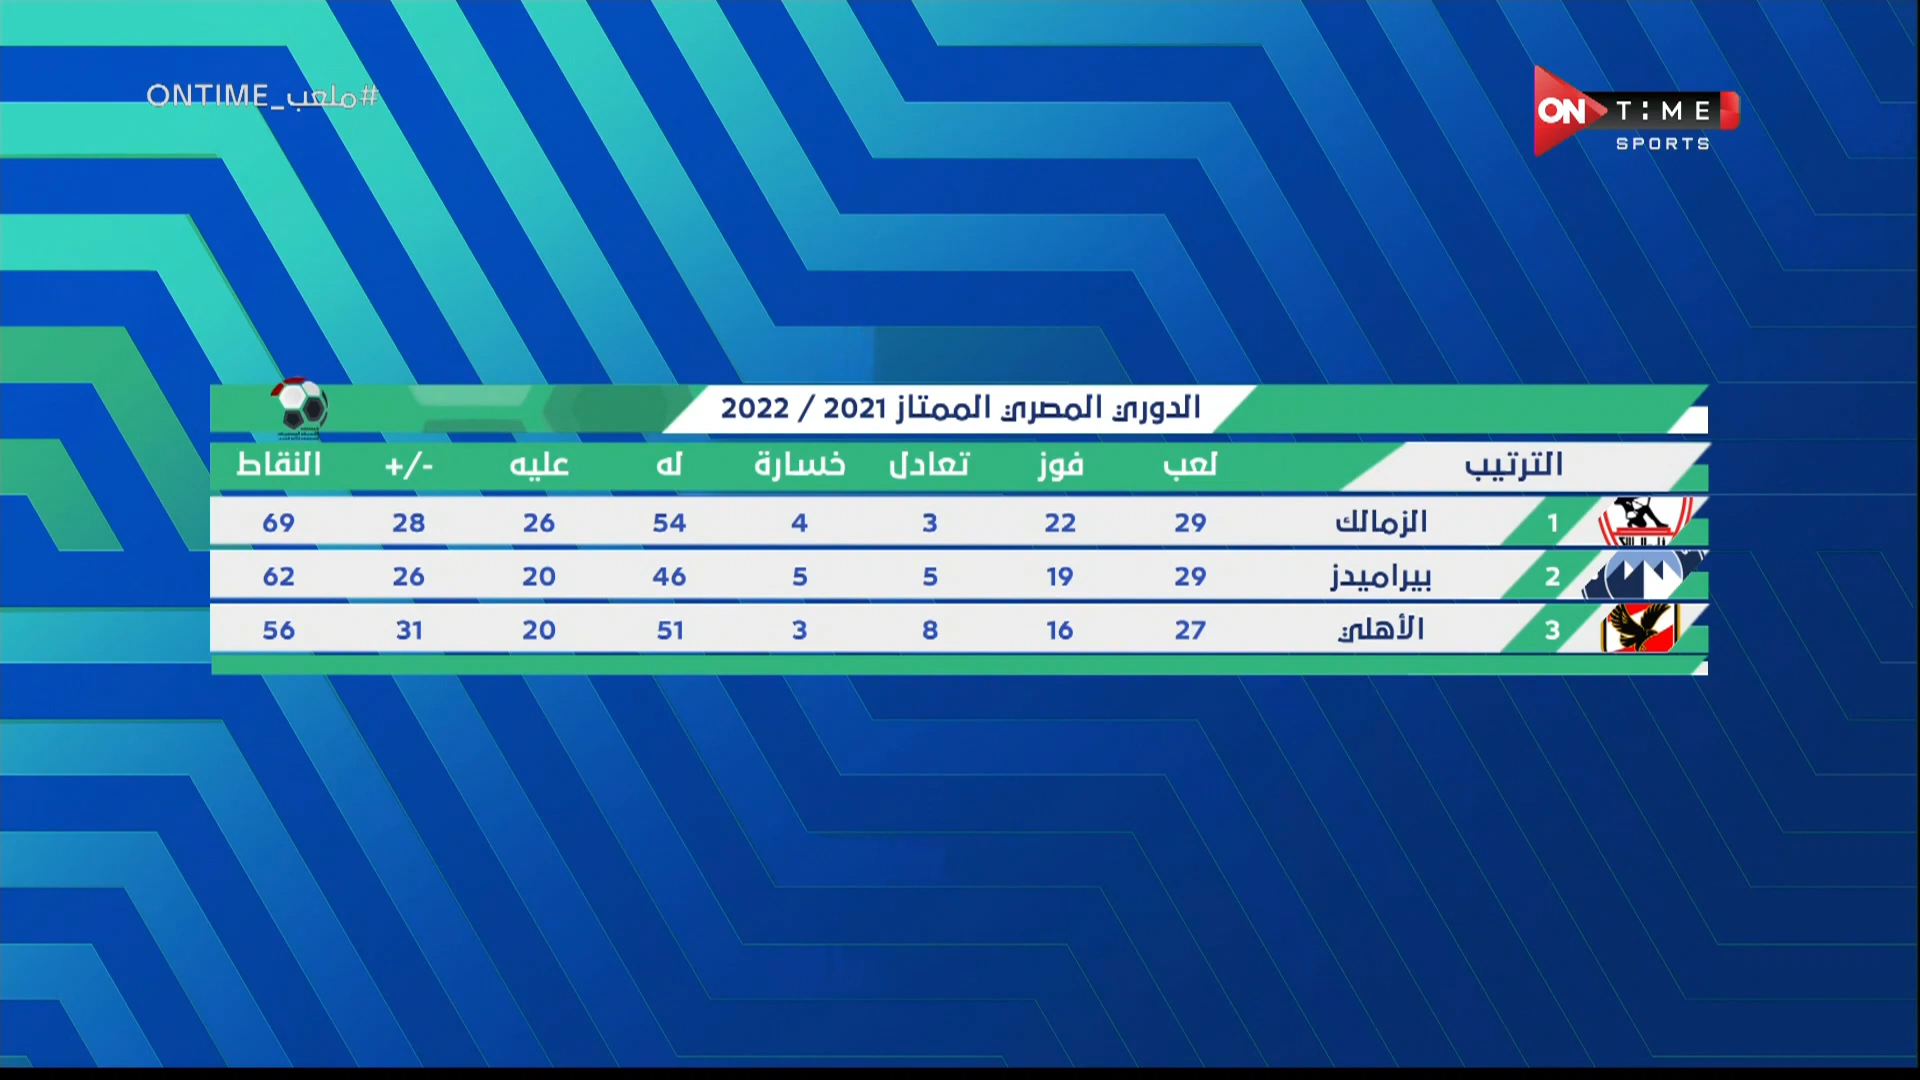 #ملعب_ONTIME
ON TIME
SPORTS
الدوري المصري الممتاز 2021 / 2022
الترتيب لعب فوز تعادل خسارة له عليه -/+ النقاط
1 الزمالك 29 22 3 4 54 26 28 69
2 بيراميدز 29 19 5 5 46 20 26 62
3 الأهلي 27 16 8 3 51 20 31 56